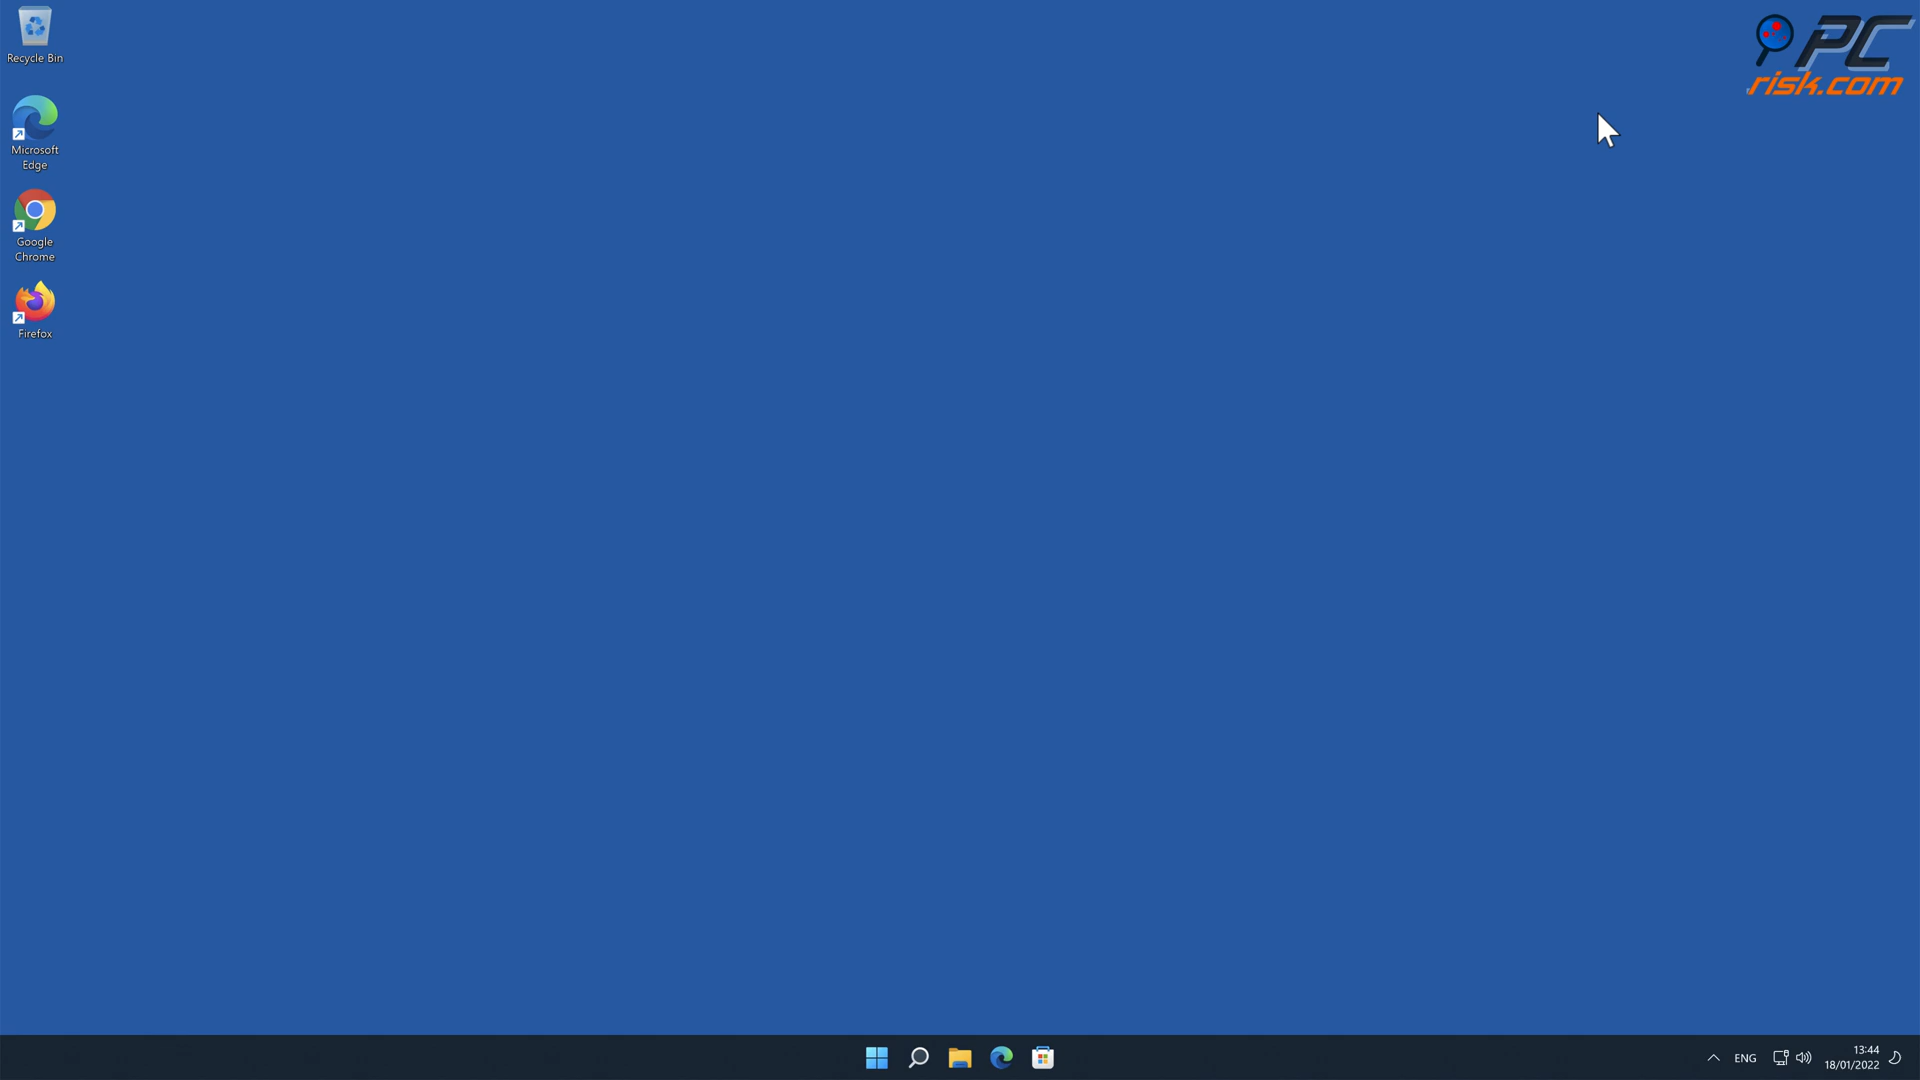 Recycle Bin
PC
risk.com
Microsoft
Edge
Google
Chrome
Firefox
ENG
13:44
18/01/2022